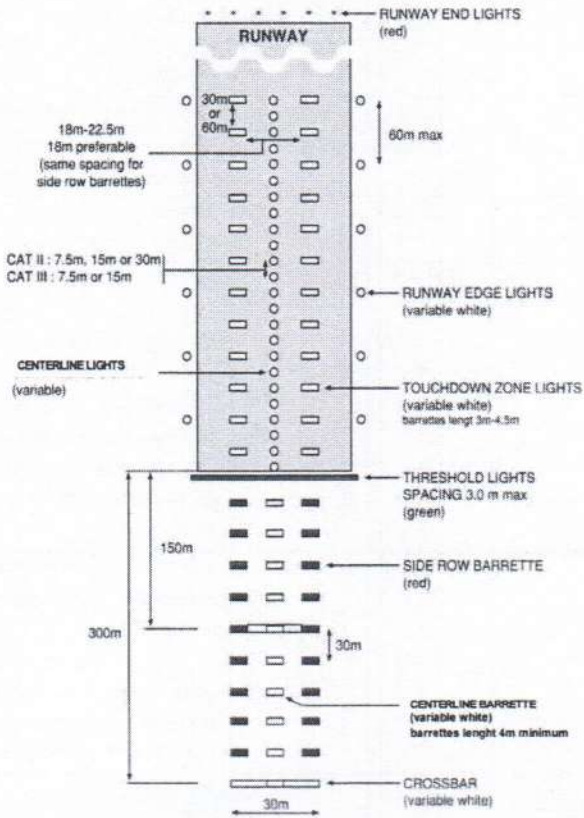 RUNWAY END LIGHTS
(red)
RUNWAY
30m
or
60m
18m-22.5m
18m preferable
(same spacing for
side row barrettes)
60m max
CAT II : 7.5m, 15m or 30m
CAT III : 7.5m or 15m
RUNWAY EDGE LIGHTS
(variable white)
CENTERLINE LIGHTS
(variable)
TOUCHDOWN ZONE LIGHTS
(variable white)
barrettes lenght 3m-4.5m
THRESHOLD LIGHTS
SPACING 3.0 m max
(green)
150m
SIDE ROW BARRETTE
(red)
300m
30m
CENTERLINE BARRETTE
(variable white)
barrettes lenght 4m minimum
CROSSBAR
(variable white)
30m